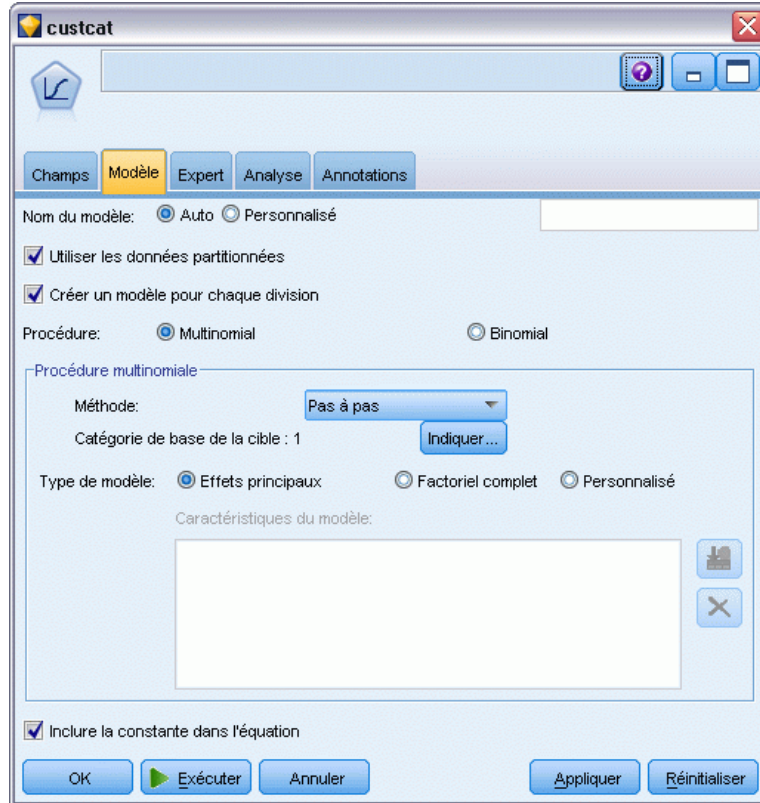 custcat
Champs Modèle Expert Analyse Annotations
Nom du modèle: Auto Personnalisé
Utiliser les données partitionnées
Créer un modèle pour chaque division
Procédure: Multinomial Binomial
Procédure multinomiale
Méthode: Pas à pas
Catégorie de base de la cible : 1 Indiquer...
Type de modèle: Effets principaux Factoriel complet Personnalisé
Caractéristiques du modèle:
Inclure la constante dans l'équation
OK Exécuter Annuler Appliquer Réinitialiser